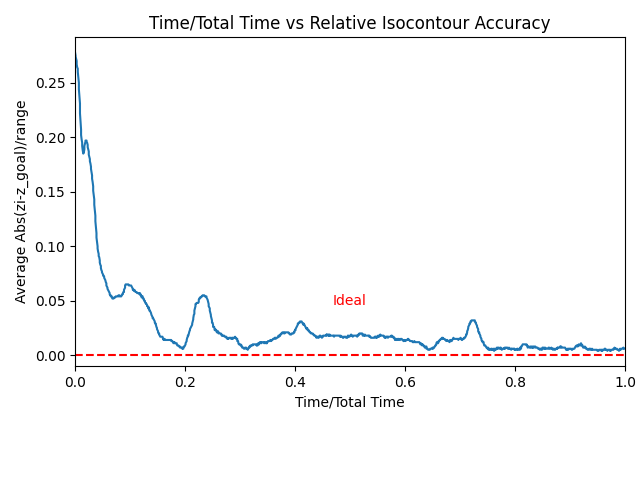 Time/Total Time vs Relative Isocontour Accuracy
Average Abs(zi-z_goal)/range
0.25
0.20
0.15
0.10
0.05
0.00
Ideal
0.0 0.2 0.4 0.6 0.8 1.0
Time/Total Time